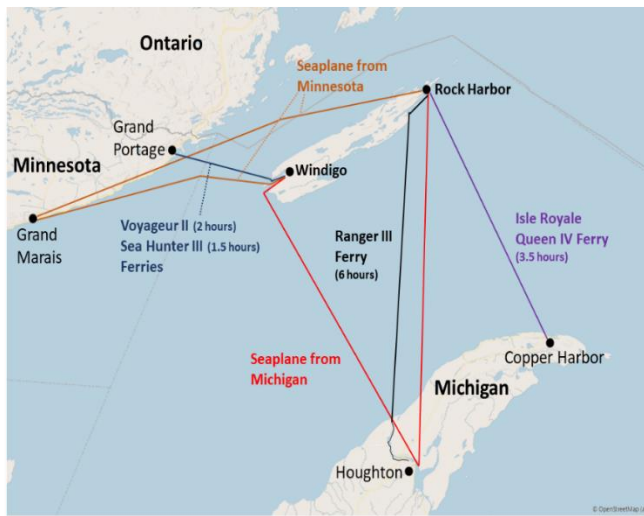 Ontario
Seaplane from
Minnesota
Rock Harbor
Grand
Portage
Minnesota
Windigo
Grand
Marais
Voyageur II (2 hours)
Sea Hunter III (1.5 hours)
Ferries
Ranger III
Ferry
(6 hours)
Isle Royale
Queen IV Ferry
(3.5 hours)
Seaplane from
Michigan
Copper Harbor
Michigan
Houghton